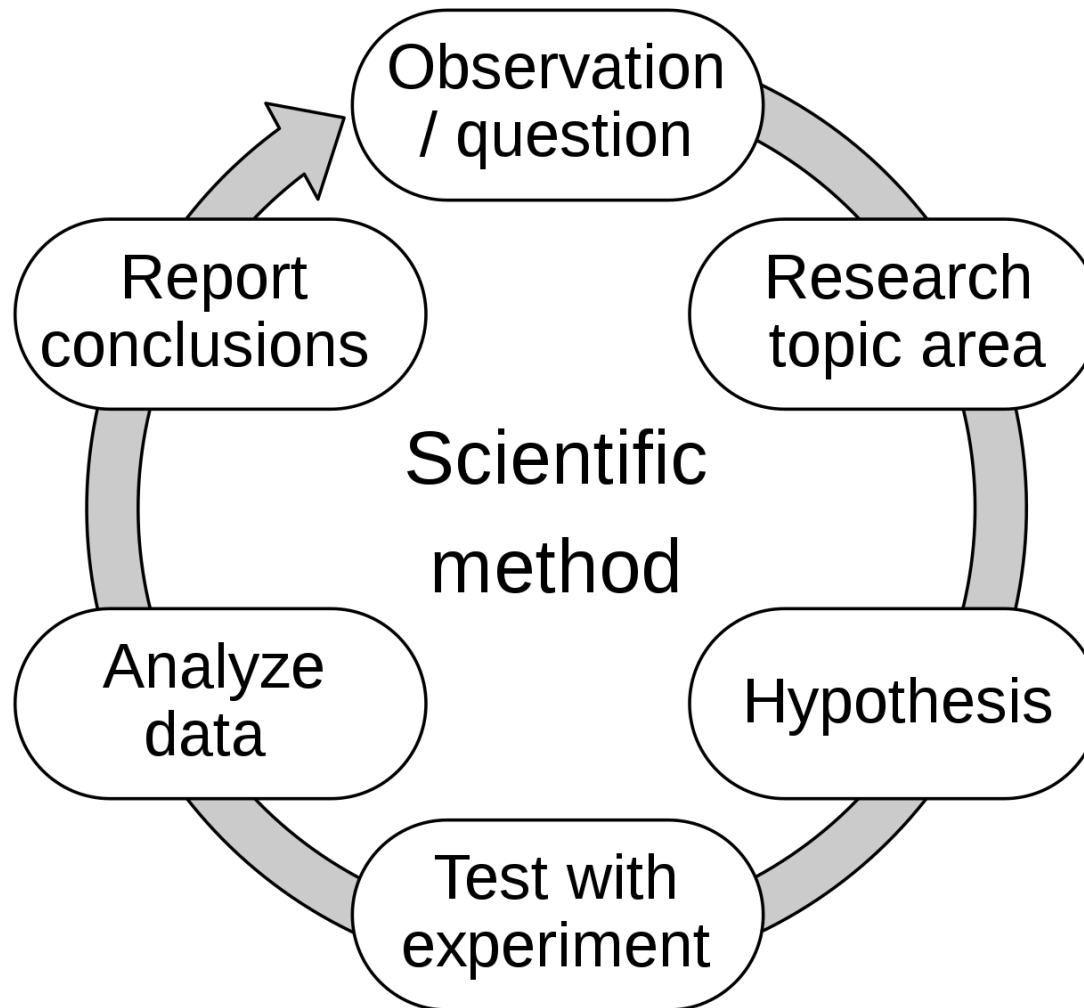 Observation
/ question
Research
topic area
Hypothesis
Test with
experiment
Analyze
data
Report
conclusions
Scientific
method